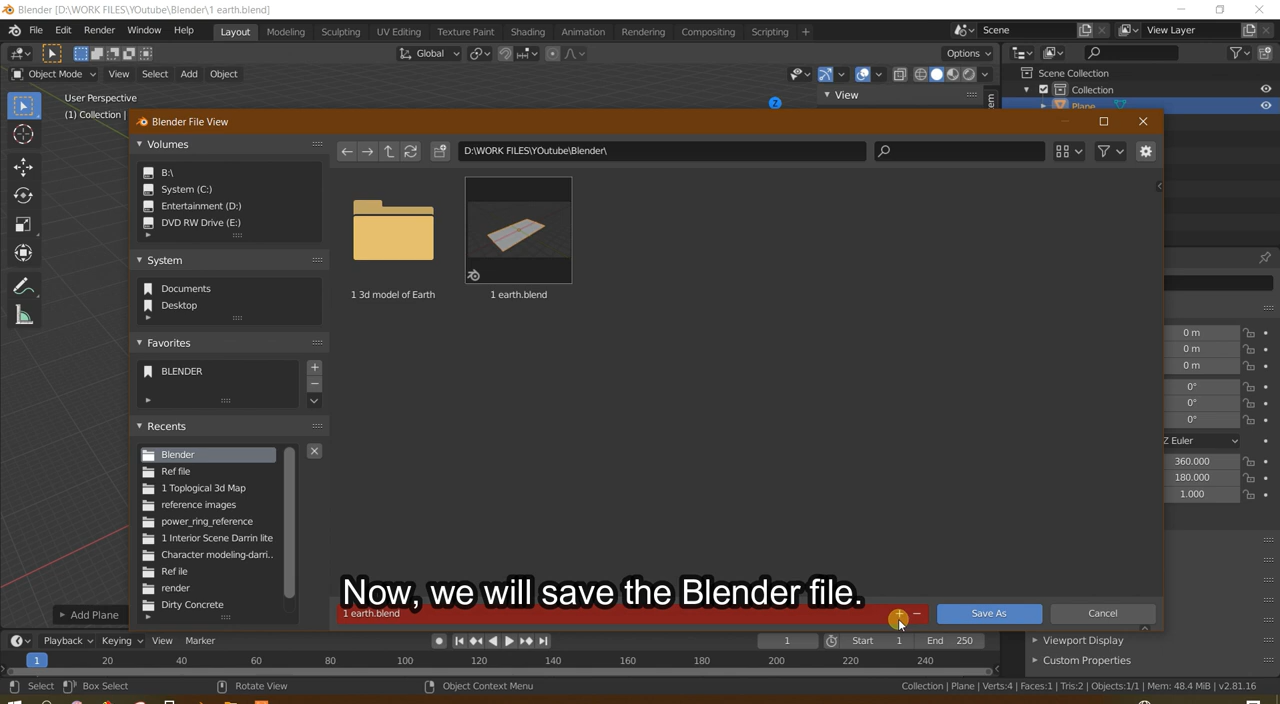 Blender [D:\WORK FILES\YOutube\Blender\1 earth.blend]
File Edit Render Window Help Layout Modeling Sculpting UV Editing Texture Paint Shading Animation Rendering Compositing Scripting + Scene View Layer
Global Options
Object Mode View Select Add Object
User Perspective
(1) Collection |
View
Scene Collection
Collection
Plane
Blender File View
Volumes
B:\
System (C:)
Entertainment (D:)
DVD RW Drive (E:)
System
Documents
Desktop
Favorites
BLENDER
Recents
Blender
Ref file
1 Toplogical 3d Map
reference images
power_ring_reference
1 Interior Scene Darrin lite
Character modeling-darri..
Ref ile
render
Dirty Concrete
D:\WORK FILES\YOutube\Blender\
1 3d model of Earth
1 earth.blend
Now, we will save the Blender file.
1 earth.blend
Save As
Cancel
0 m
0 m
0 m
0°
0°
0°
Z Euler
360.000
180.000
1.000
Viewport Display
Custom Properties
Add Plane
Playback Keying View Marker 1 Start 1 End 250
1 20 40 60 80 100 120 140 160 180 200 220 240
Select Box Select Rotate View Object Context Menu Collection | Plane | Verts:4 | Faces:1 | Tris:2 | Objects:1/1 | Mem: 48.4 MiB | v2.81.16